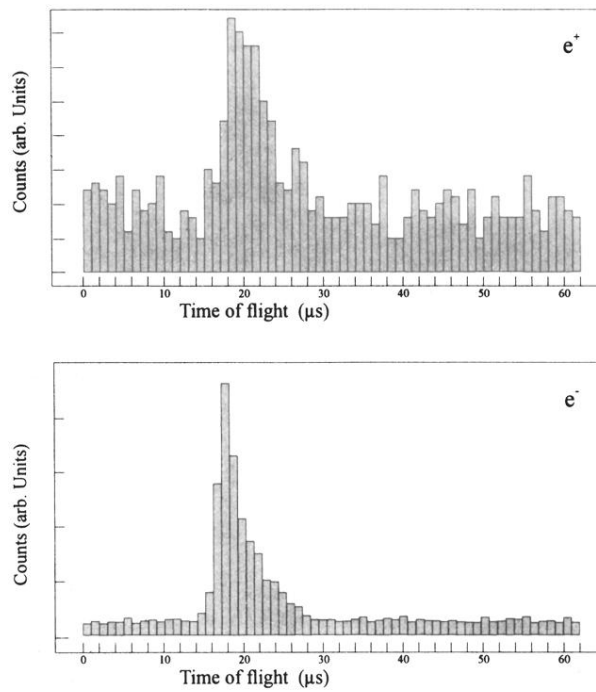 e⁺
Counts (arb. Units)
0 10 20 30 40 50 60
Time of flight (µs)
e⁻
Counts (arb. Units)
0 10 20 30 40 50 60
Time of flight (µs)